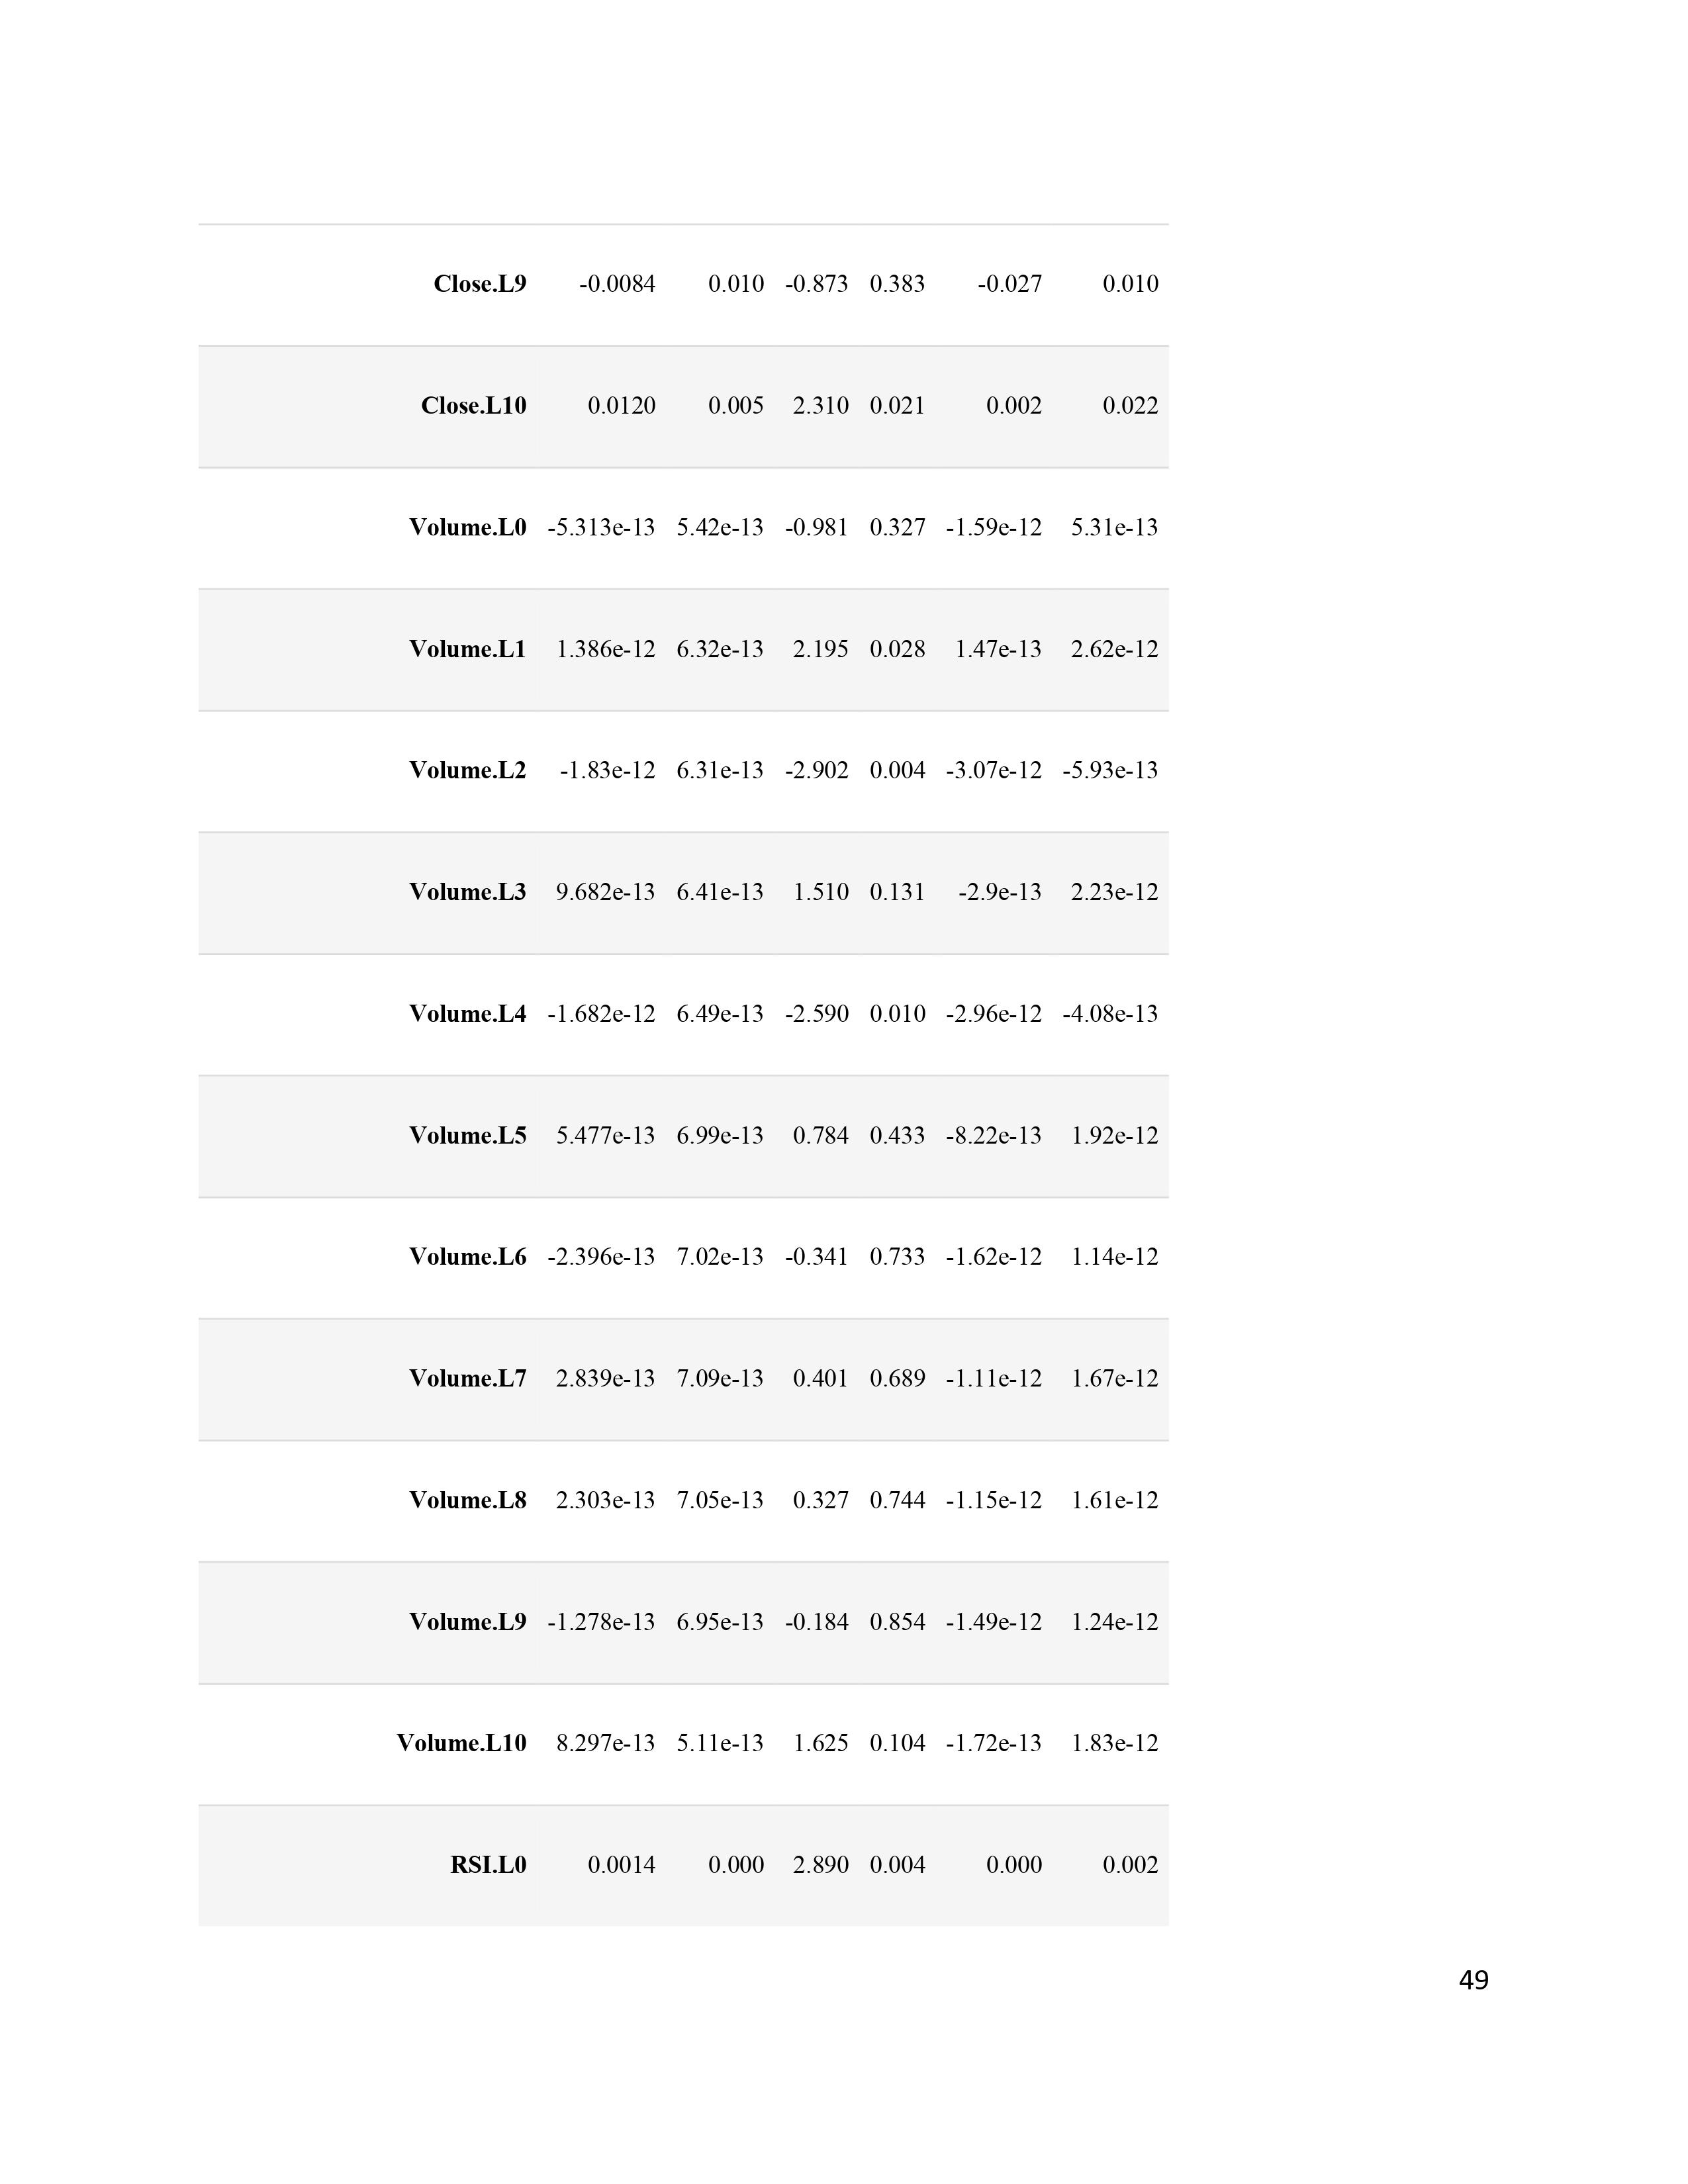 Close.L9 -0.0084 0.010 -0.873 0.383 -0.027 0.010
Close.L10 0.0120 0.005 2.310 0.021 0.002 0.022
Volume.L0 -5.313e-13 5.42e-13 -0.981 0.327 -1.59e-12 5.31e-13
Volume.L1 1.386e-12 6.32e-13 2.195 0.028 1.47e-13 2.62e-12
Volume.L2 -1.83e-12 6.31e-13 -2.902 0.004 -3.07e-12 -5.93e-13
Volume.L3 9.682e-13 6.41e-13 1.510 0.131 -2.9e-13 2.23e-12
Volume.L4 -1.682e-12 6.49e-13 -2.590 0.010 -2.96e-12 -4.08e-13
Volume.L5 5.477e-13 6.99e-13 0.784 0.433 -8.22e-13 1.92e-12
Volume.L6 -2.396e-13 7.02e-13 -0.341 0.733 -1.62e-12 1.14e-12
Volume.L7 2.839e-13 7.09e-13 0.401 0.689 -1.11e-12 1.67e-12
Volume.L8 2.303e-13 7.05e-13 0.327 0.744 -1.15e-12 1.61e-12
Volume.L9 -1.278e-13 6.95e-13 -0.184 0.854 -1.49e-12 1.24e-12
Volume.L10 8.297e-13 5.11e-13 1.625 0.104 -1.72e-13 1.83e-12
RSI.L0 0.0014 0.000 2.890 0.004 0.000 0.002
49